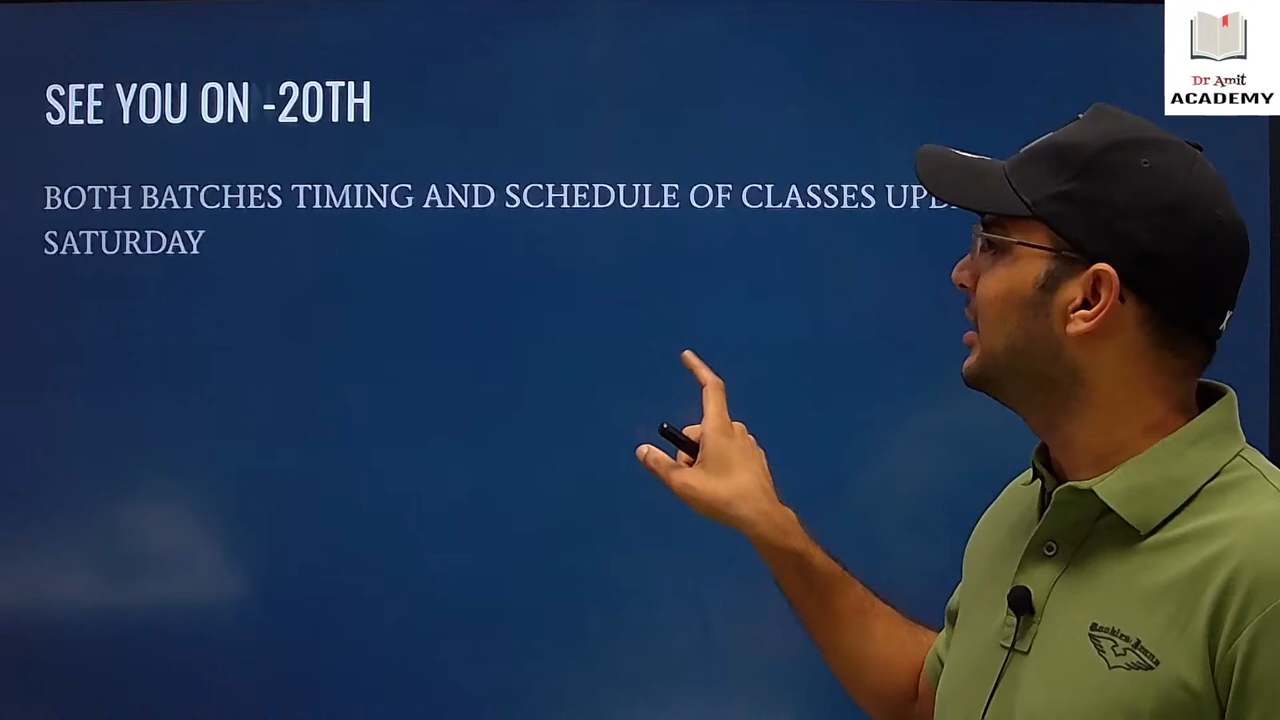 SEE YOU ON -20TH
BOTH BATCHES TIMING AND SCHEDULE OF CLASSES
SATURDAY
Dr Amit
ACADEMY